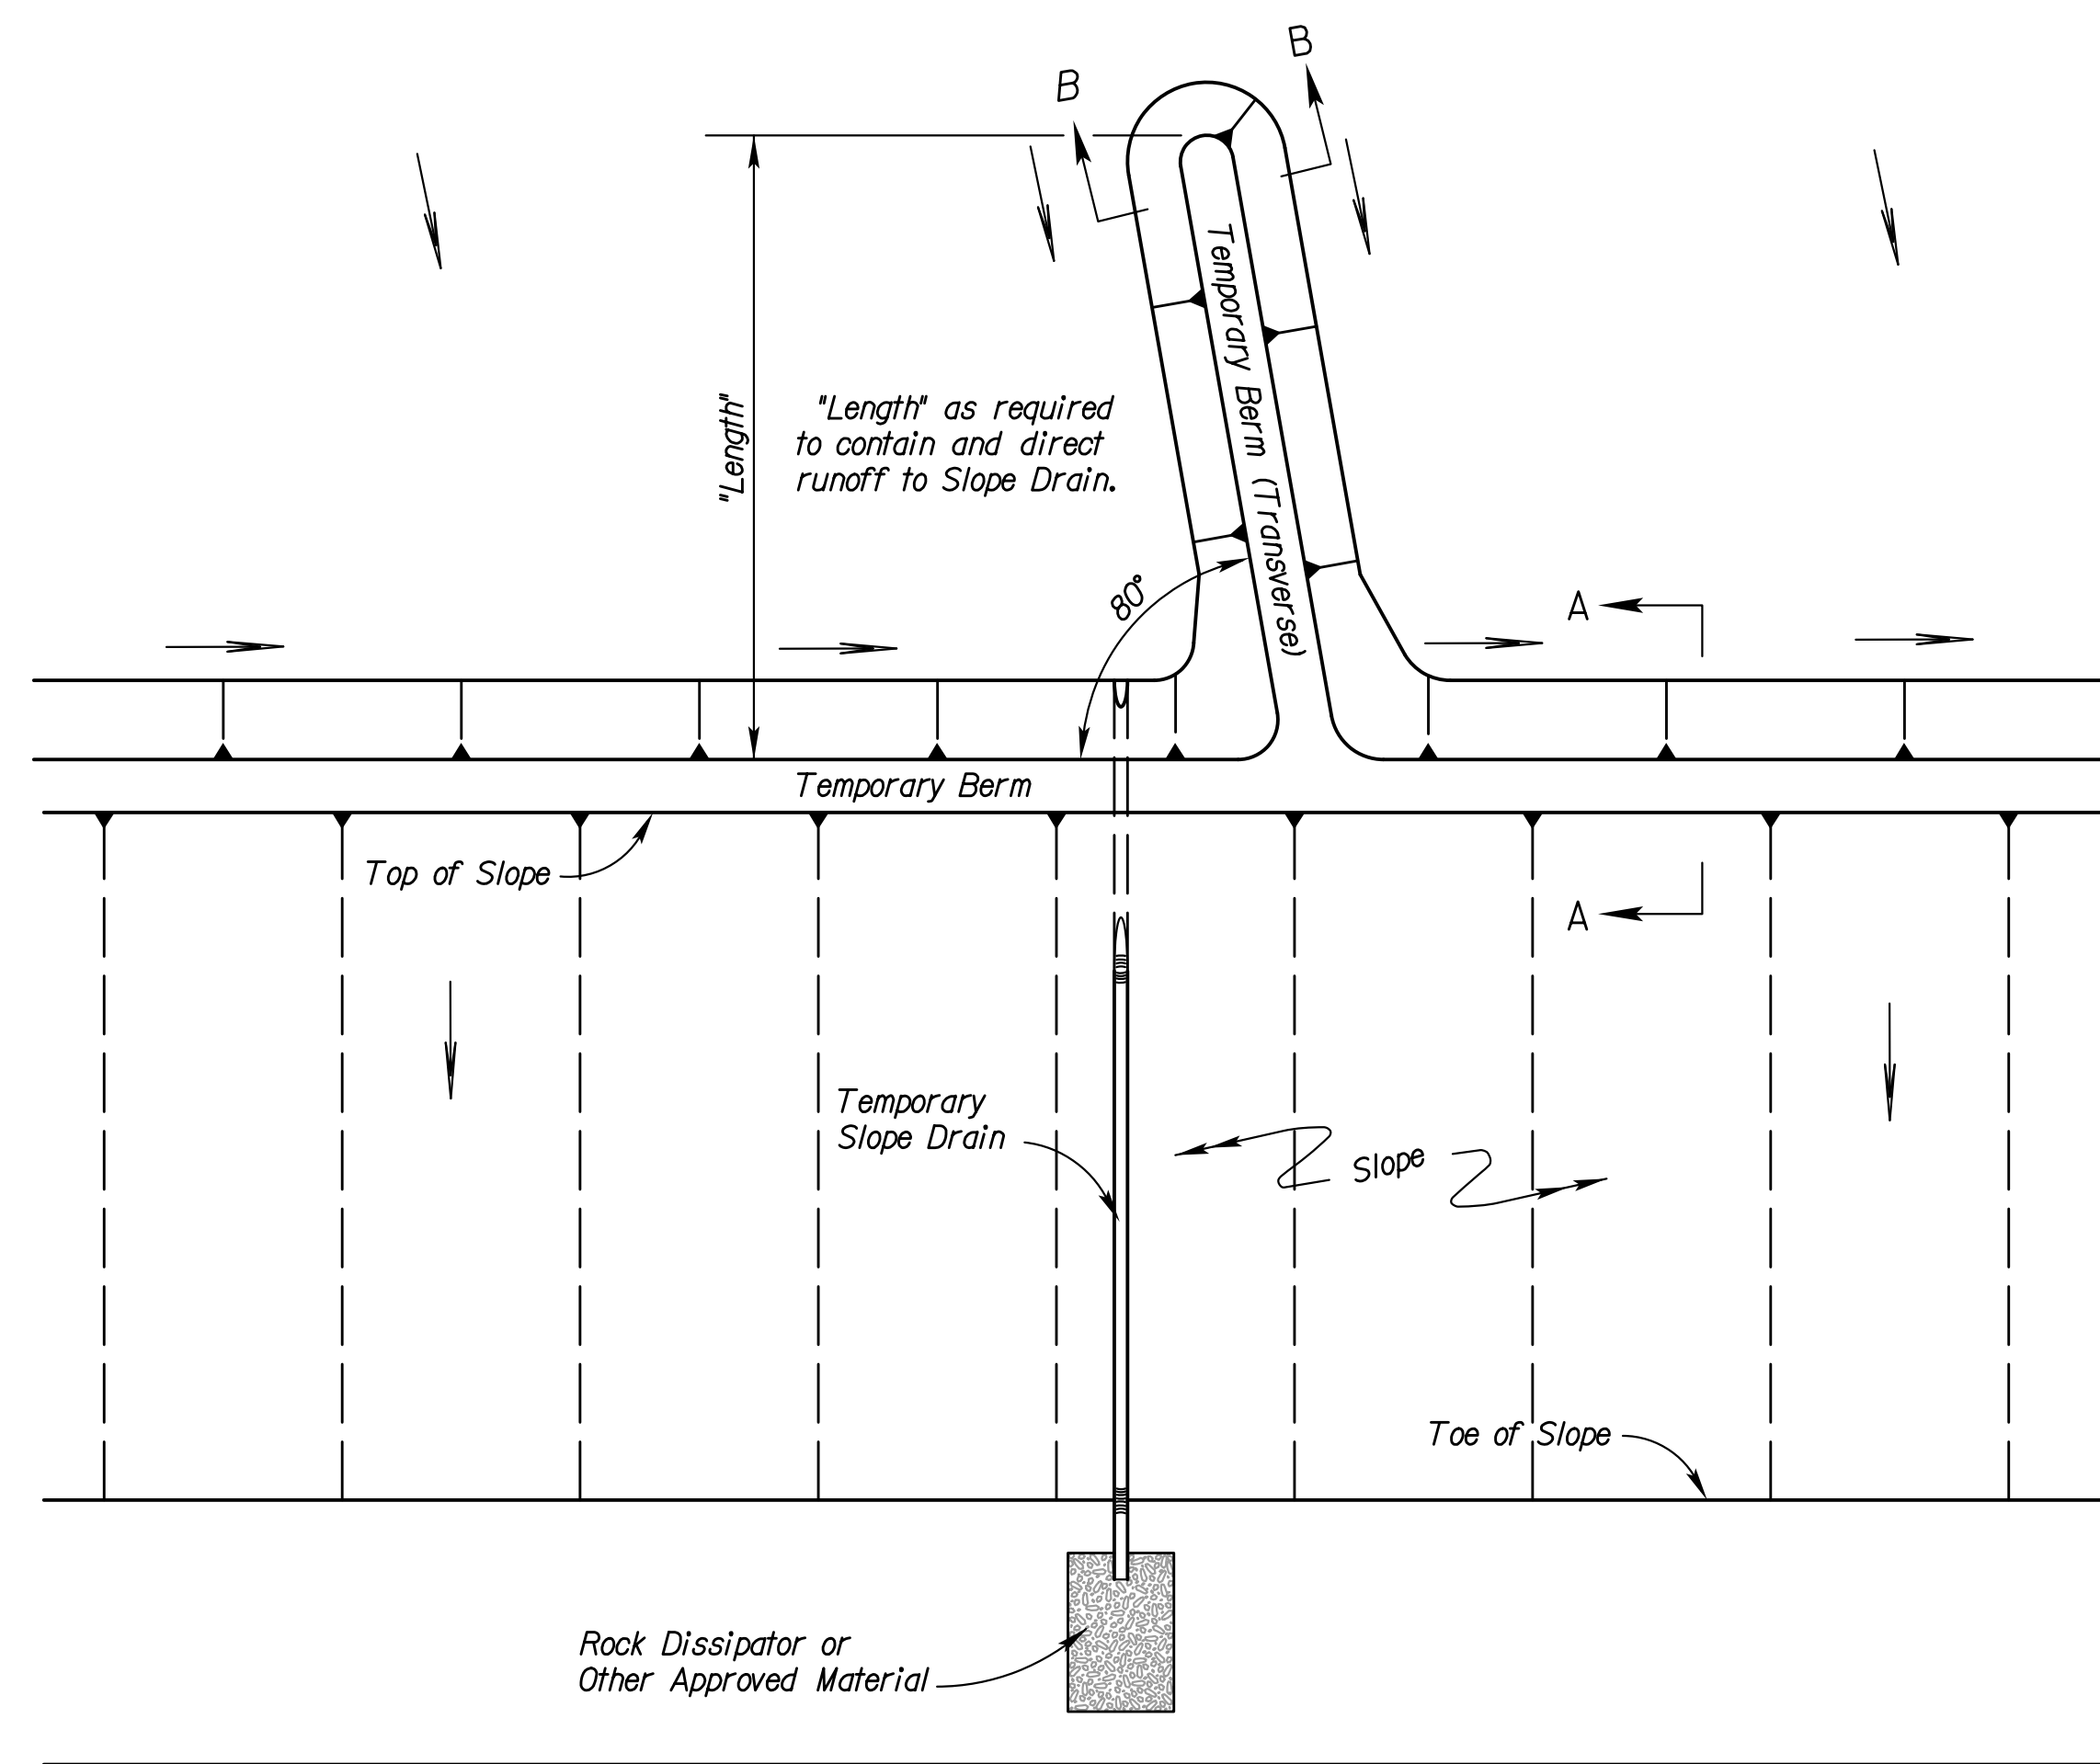 B
B
"Length"
"Length" as required
to contain and direct
runoff to Slope Drain.
Temporary Berm (Transverse)
80°
A
Temporary Berm
Top of Slope
A
Temporary
Slope Drain
Slope
Toe of Slope
Rock Dissipator or
Other Approved Material